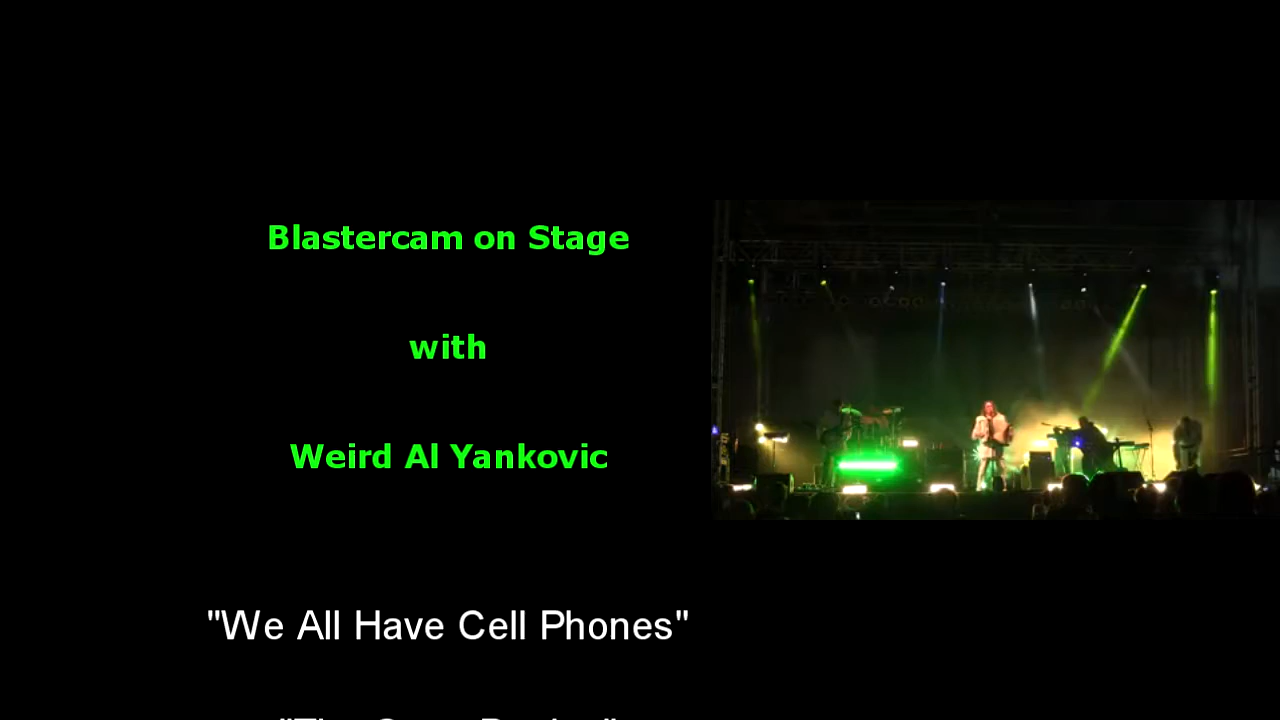 Blastercam on Stage
with
Weird Al Yankovic
"We All Have Cell Phones"